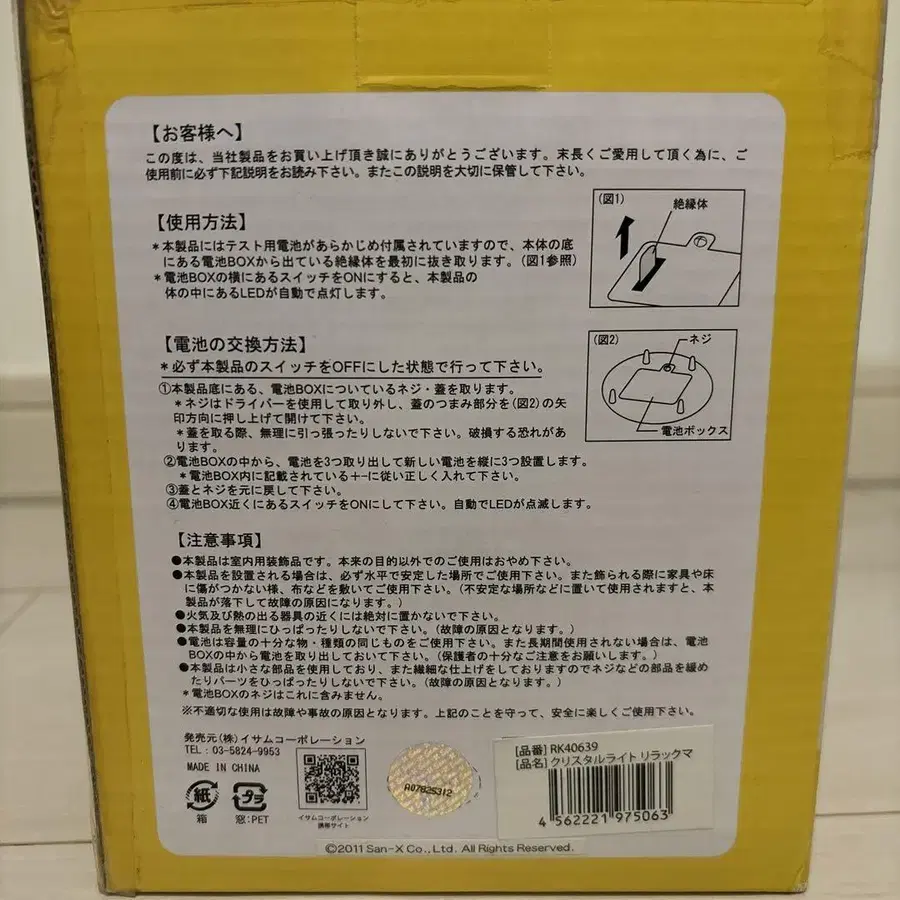 【お客様へ】
この度は、当社製品をお買い上げ頂き誠にありがとうございます。末長くご愛用して頂く為に、ご
使用前に必ず下記説明をお読み下さい。またこの説明を大切に保管して下さい。
【使用方法】
*本製品にはテスト用電池があらかじめ付属されていますので、本体の底
にある電池BOXから出ている絶縁体を最初に抜き取ります。(図1参照)
*電池BOXの横にあるスイッチをONにすると、本製品の
体の中にあるLEDが自動で点灯します。
(図1)
絶縁体
【電池の交換方法】
*必ず本製品のスイッチをOFFにした状態で行って下さい。
①本製品底にある、電池BOXについているネジ・蓋を取ります。
*ネジはドライバーを使用して取り外し、蓋のつまみ部分を(図2)の矢
印方向に押し上げて開けて下さい。
*蓋を取る際、無理に引っ張ったりしないで下さい。破損する恐れがあ
ります。
②電池BOXの中から、電池を3つ取り出して新しい電池を縦に3つ設置します。
*電池BOX内に記載されている+-に従い正しく入れて下さい。
③蓋とネジを元に戻して下さい。
④電池BOX近くにあるスイッチをONにして下さい。自動でLEDが点滅します。
(図2)
ネジ
電池ボックス
【注意事項】
●本製品は室内用装飾品です。本来の目的以外でのご使用はおやめ下さい。
●本製品を設置される場合は、必ず水平で安定した場所でご使用下さい。また飾られる際に家具や床
に傷がつかない様、布などを敷いてご使用下さい。(不安定な場所などに置いて使用されますと、本
製品が落下して故障の原因になります。)
●火気及び熱の出る器具の近くには絶対に置かないで下さい。
●本製品を無理にひっぱったりしないで下さい。(故障の原因となります。)
●電池は容量の十分な物・種類の同じものをご使用下さい。また長期間使用されない場合は、電池
BOXの中から電池を取り出しておいて下さい。(保護者の十分なご注意をお願いします。)
●本製品は小さな部品を使用しており、また繊細な仕上げをしておりますのでネジなどの部品を緩め
たりパーツをひっぱったりしないで下さい。(故障の原因となります。)
*電池BOXのネジはこれに含みません。
※不適切な使用は故障や事故の原因となります。上記のことを守って、安全に楽しくご使用下さい。
発売元(株)イサムコーポレーション
TEL:03-5824-9953
MADE IN CHINA
紙
箱
プラ
窓:PET
イサムコーポレーション
携帯サイト
A07825312
[品番] RK40639
[品名] クリスタルライト リラックマ
4 562221 975063
©2011 San-X Co., Ltd. All Rights Reserved.